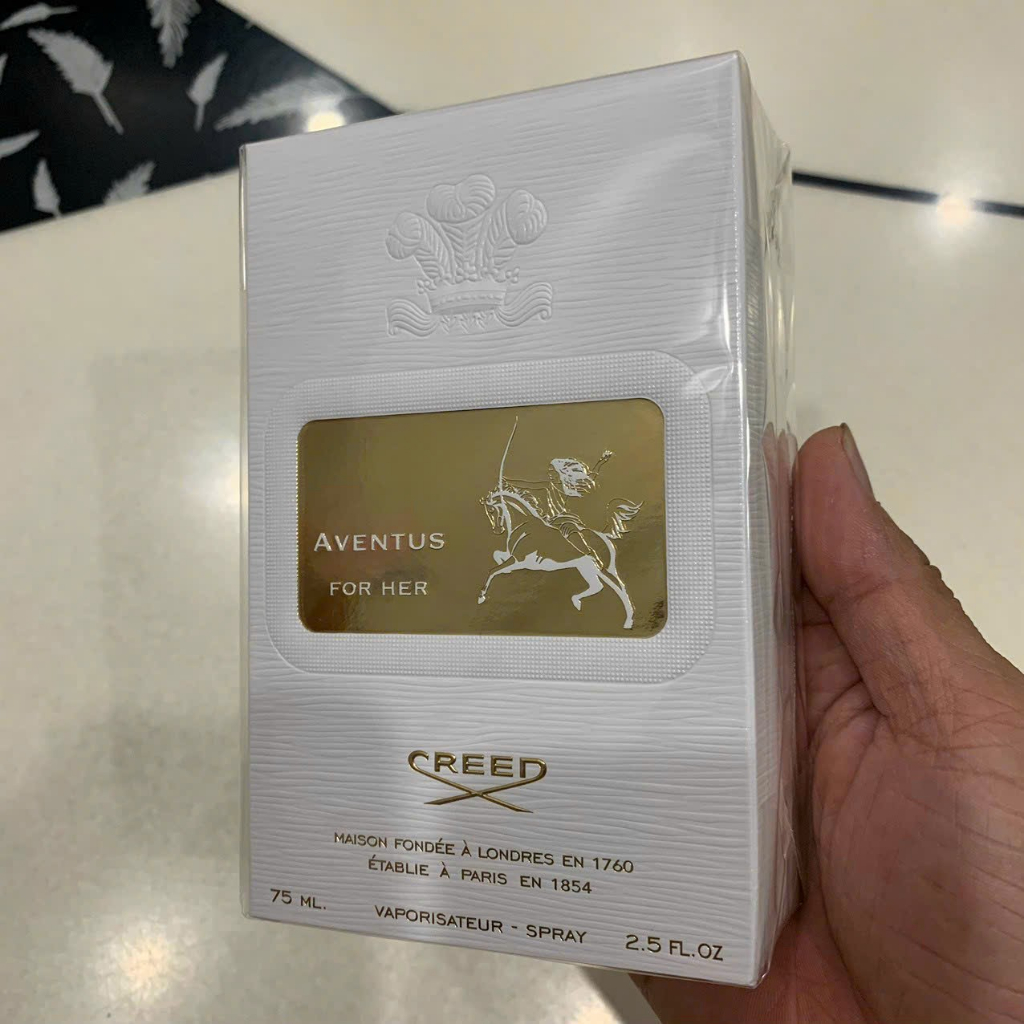 AVENTUS
FOR HER
CREED
MAISON FONDÉE À LONDRES EN 1760
ÉTABLIE À PARIS EN 1854
75 ML.
VAPORISATEUR - SPRAY
2.5 FL.OZ